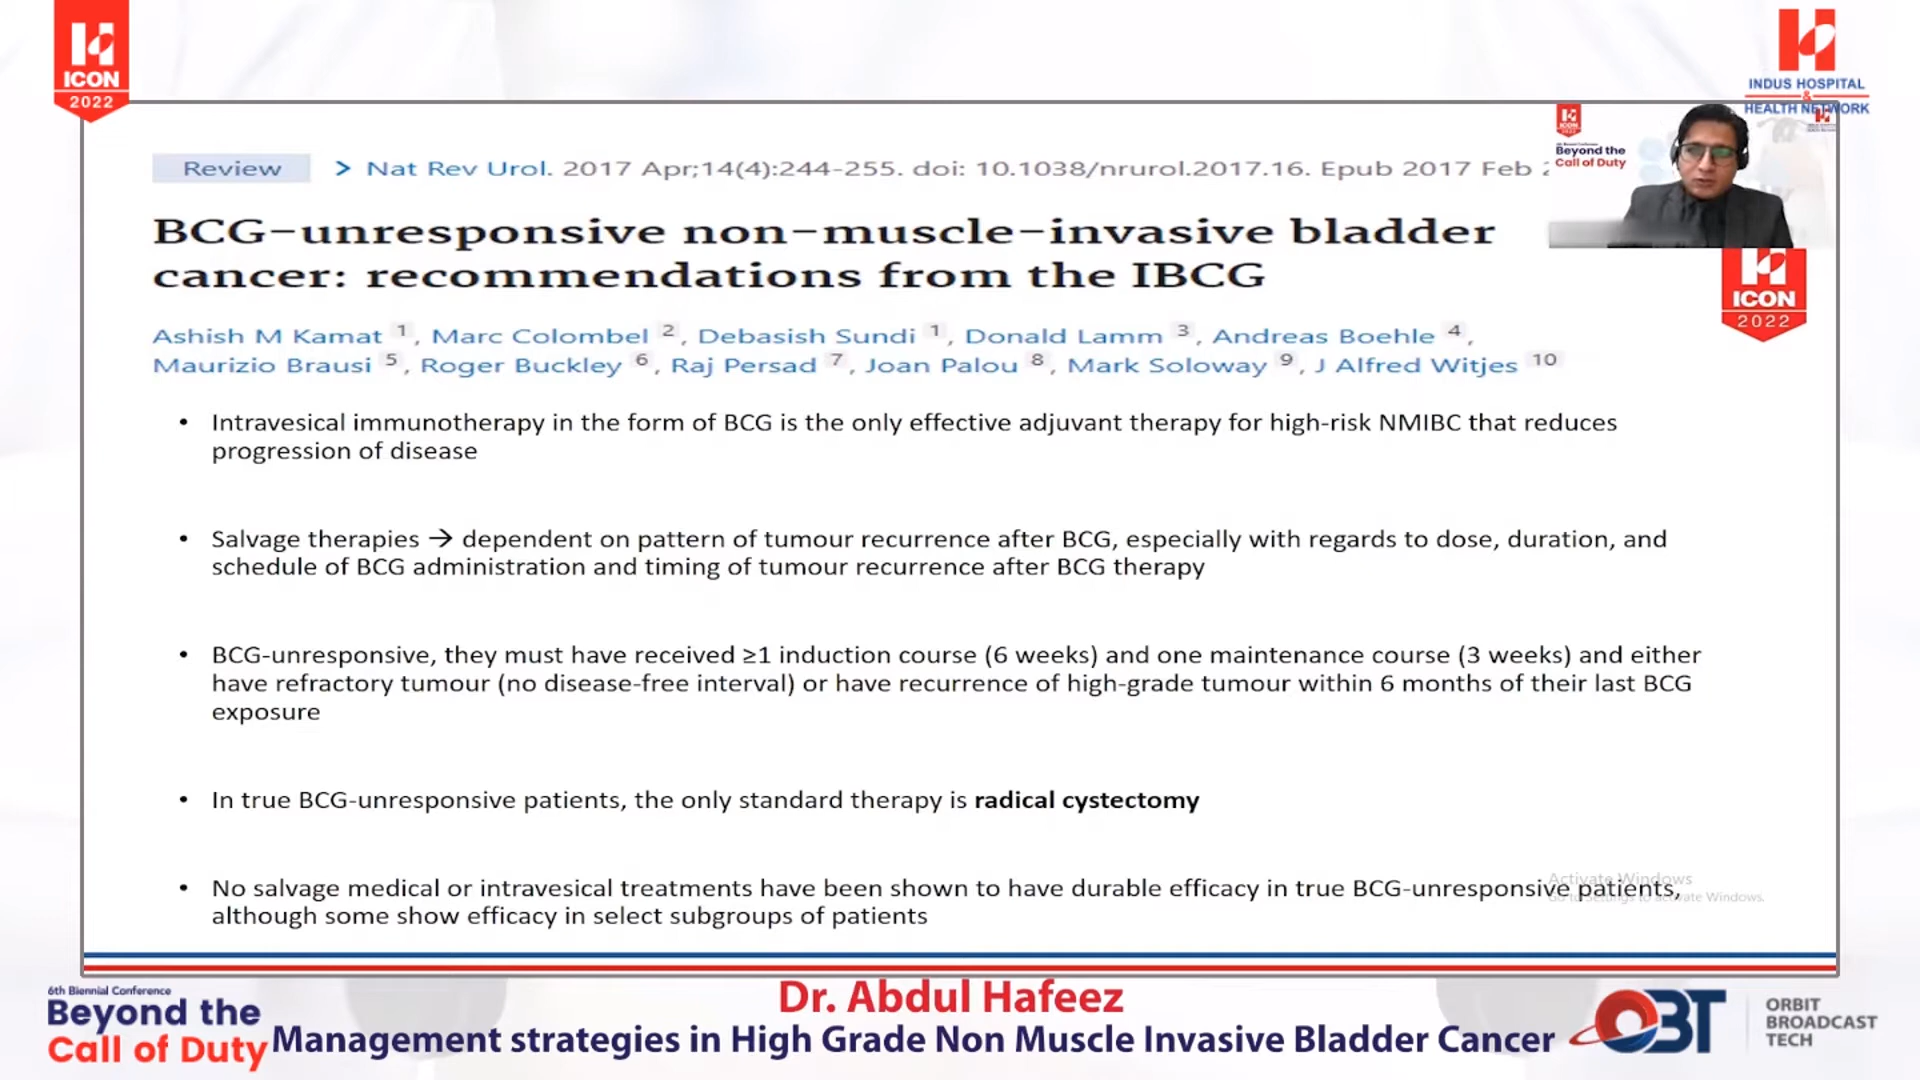 ICON
2022
INDUS HOSPITAL
&
HEALTH NETWORK
Beyond the
Call of Duty
Review > Nat Rev Urol. 2017 Apr;14(4):244-255. doi: 10.1038/nrurol.2017.16. Epub 2017 Feb
BCG-unresponsive non-muscle-invasive bladder
cancer: recommendations from the IBCG
ICON
2022
Ashish M Kamat 1, Marc Colombel 2, Debasish Sundi 1, Donald Lamm 3, Andreas Boehle 4,
Maurizio Brausi 5, Roger Buckley 6, Raj Persad 7, Joan Palou 8, Mark Soloway 9, J Alfred Witjes 10
• Intravesical immunotherapy in the form of BCG is the only effective adjuvant therapy for high-risk NMIBC that reduces
progression of disease
• Salvage therapies → dependent on pattern of tumour recurrence after BCG, especially with regards to dose, duration, and
schedule of BCG administration and timing of tumour recurrence after BCG therapy
• BCG-unresponsive, they must have received ≥1 induction course (6 weeks) and one maintenance course (3 weeks) and either
have refractory tumour (no disease-free interval) or have recurrence of high-grade tumour within 6 months of their last BCG
exposure
• In true BCG-unresponsive patients, the only standard therapy is radical cystectomy
• No salvage medical or intravesical treatments have been shown to have durable efficacy in true BCG-unresponsive patients,
although some show efficacy in select subgroups of patients
Activate Windows
Go to Settings to activate Windows.
6th Biennial Conference
Beyond the
Call of Duty
Dr. Abdul Hafeez
Management strategies in High Grade Non Muscle Invasive Bladder Cancer
OBT
ORBIT
BROADCAST
TECH